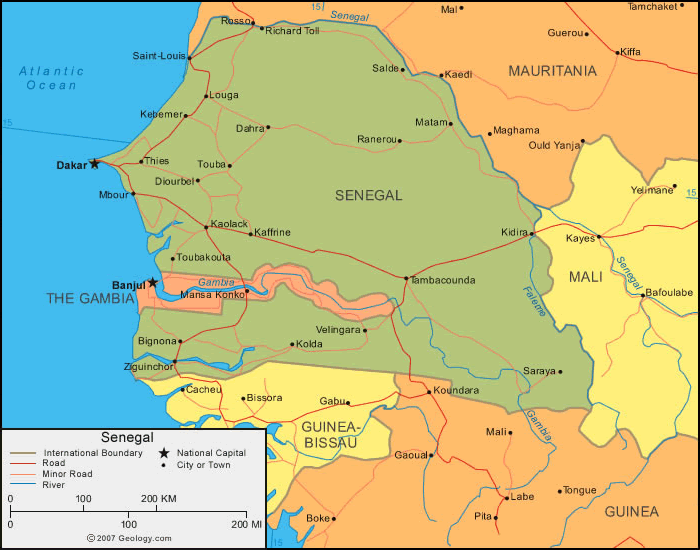 15
Senegal
Mal
Tamchakel
Rosso
Richard Toll
Guerou
Kiffa
Saint-Louis
Salde
Kaedi
MAURITANIA
Atlantic
Ocean
Louga
Kebemer
Matam
Maghama
15
Dahra
Ranerou
Ould Yanja
Dakar
Thies
Touba
Diourbel
Yelimane
15
Mbour
SENEGAL
Kaolack
Kaffrine
Kidira
Kayes
Toubakouta
Senegal
Banjul
Gambia
Tambacounda
MALI
THE GAMBIA
Mansa Konko
Faleme
Bafoulabe
Velingara
Bignona
Kolda
Ziguinchor
Saraya
Cacheu
Bissora
Gabu
Koundara
GUINEA-
BISSAU
Gambia
Mali
Gaoual
Labe
Tongue
GUINEA
Pita
Boke
15
Senegal
International Boundary
National Capital
Road
City or Town
Minor Road
River
0
100
200 KM
0
100
200 MI
©2007 Geology.com